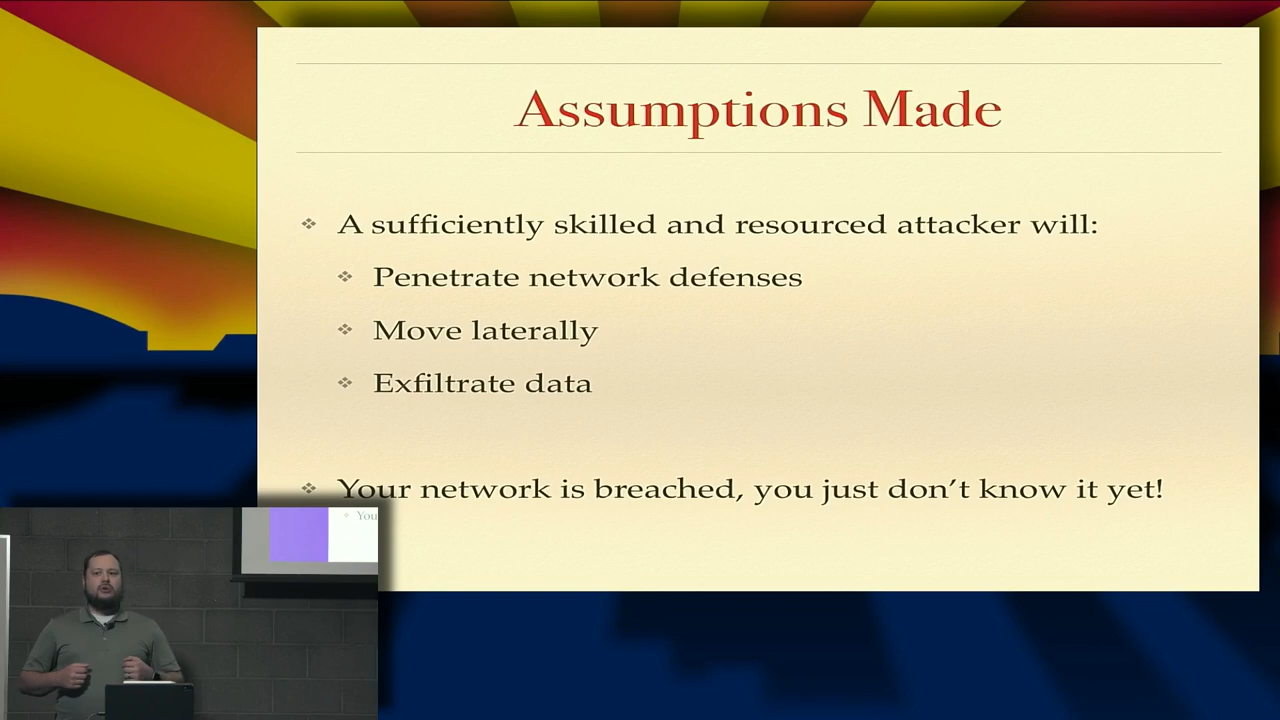 Assumptions Made
A sufficiently skilled and resourced attacker will:
Penetrate network defenses
Move laterally
Exfiltrate data
Your network is breached, you just don't know it yet!
You